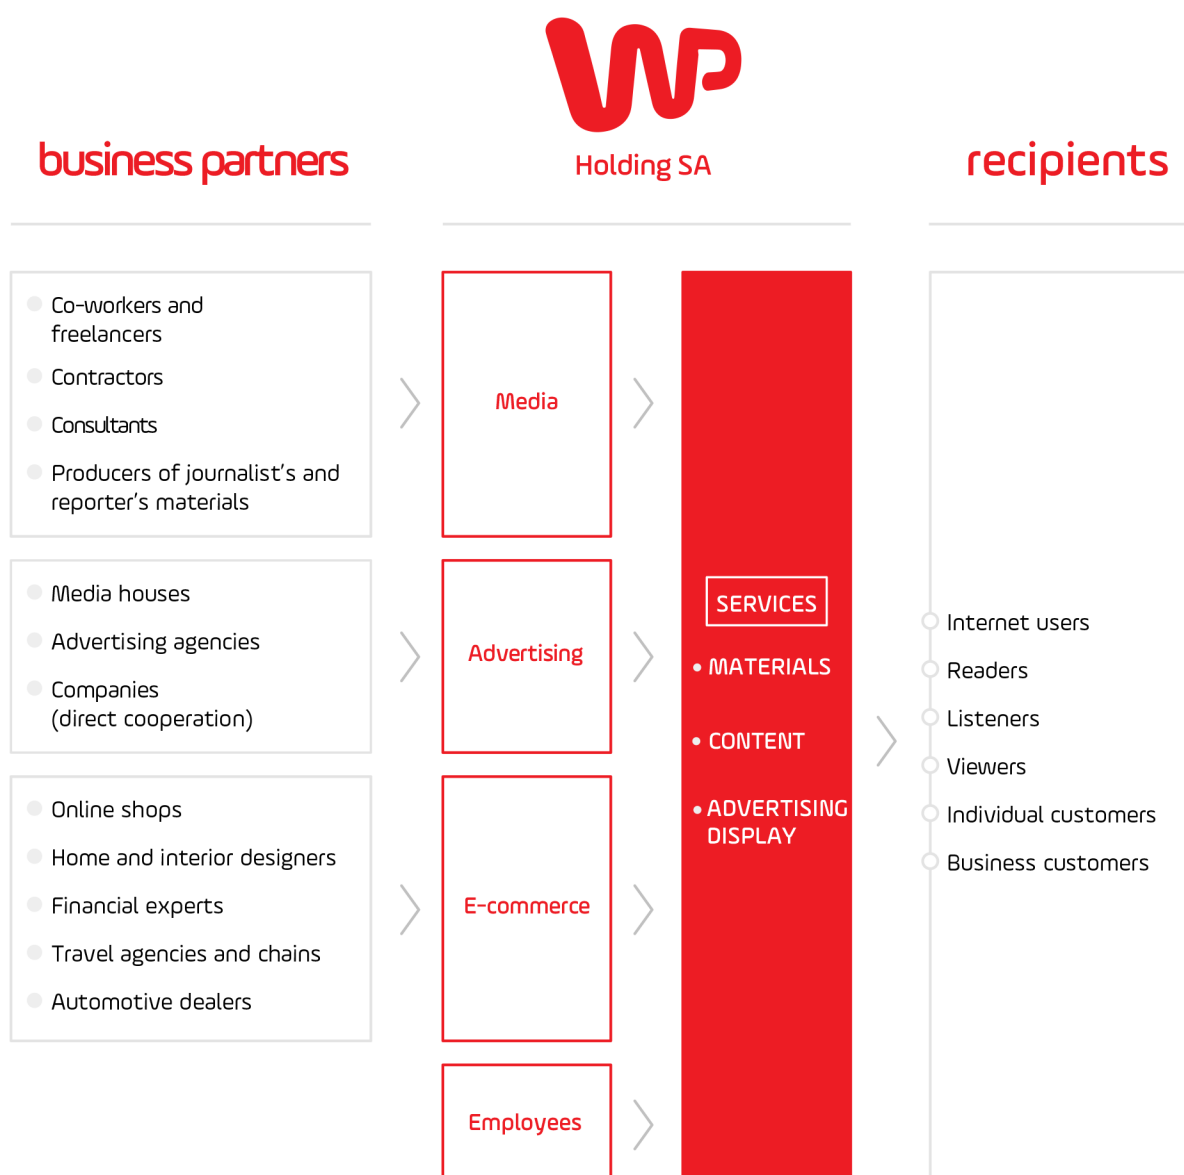 WP
Holding SA
business partners
recipients
Co-workers and
freelancers
Contractors
Consultants
Producers of journalist's and
reporter's materials
Media
Media houses
Advertising agencies
Companies
(direct cooperation)
Advertising
Online shops
Home and interior designers
Financial experts
Travel agencies and chains
Automotive dealers
E-commerce
Employees
SERVICES
• MATERIALS
• CONTENT
• ADVERTISING
DISPLAY
Internet users
Readers
Listeners
Viewers
Individual customers
Business customers